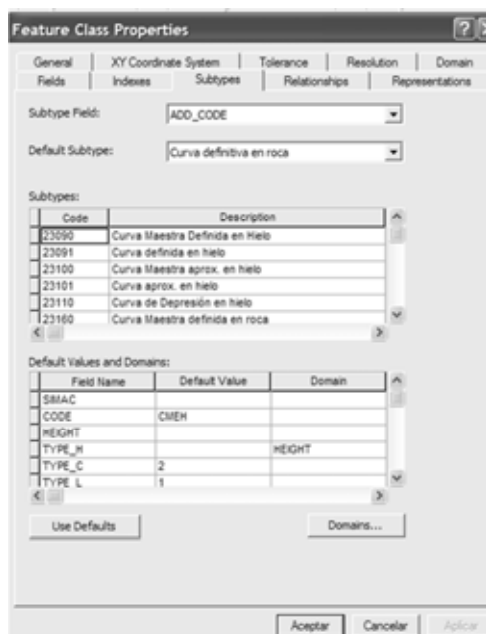 Feature Class Properties
General XY Coordinate System Tolerance Resolution Domain
Fields Indexes Subtypes Relationships Representations
Subtype Field: ADD_CODE
Default Subtype: Curva definitiva en roca
Subtypes:
Code Description
23090 Curva Maestra Definida en Hielo
23091 Curva definida en hielo
23100 Curva Maestra aprox. en hielo
23101 Curva aprox. en hielo
23110 Curva de Depresión en hielo
23160 Curva Maestra definida en roca
Default Values and Domains:
Field Name Default Value Domain
SIMAC
CODE CMEH
HEIGHT
TYPE_H HEIGHT
TYPE_C 2
TYPE_L 1
Use Defaults Domains...
Aceptar Cancelar Aplicar